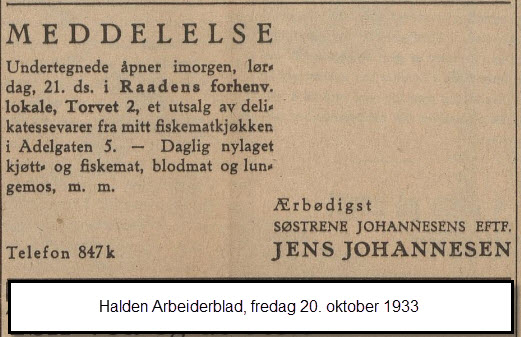 MEDDELELSE
Undertegnede åpner imorgen, lør-
dag, 21. ds. i Raadens forhenv.
lokale, Torvet 2, et utsalg av deli-
katessevarer fra mitt fiskematkjøkken
i Adelgaten 5. — Daglig nylaget
kjøtt- og fiskemat, blodmat og lun-
gemos, m. m.
Ærbødigst
SØSTRENE JOHANNESENS EFTF.
Telefon 847k JENS JOHANNESEN
Halden Arbeiderblad, fredag 20. oktober 1933